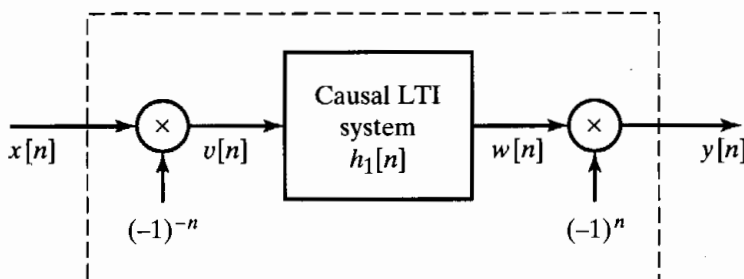 Causal LTI
system
h₁[n]
×
×
x[n]
v[n]
w[n]
y[n]
(–1)⁻ⁿ
(–1)ⁿ